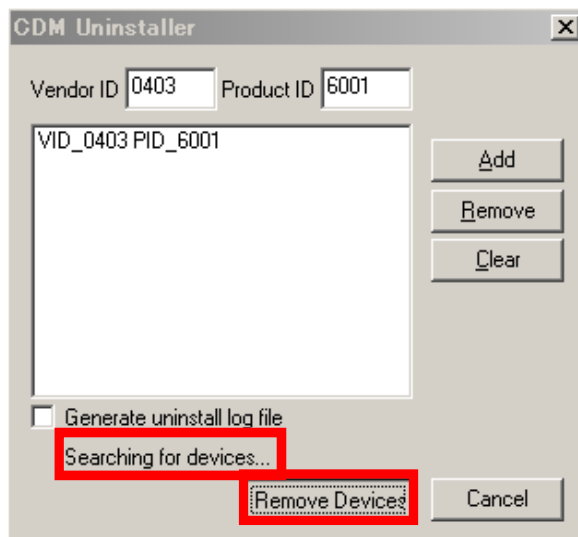 CDM Uninstaller
Vendor ID 0403 Product ID 6001
VID_0403 PID_6001
Add
Remove
Clear
Generate uninstall log file
Searching for devices...
Remove Devices
Cancel